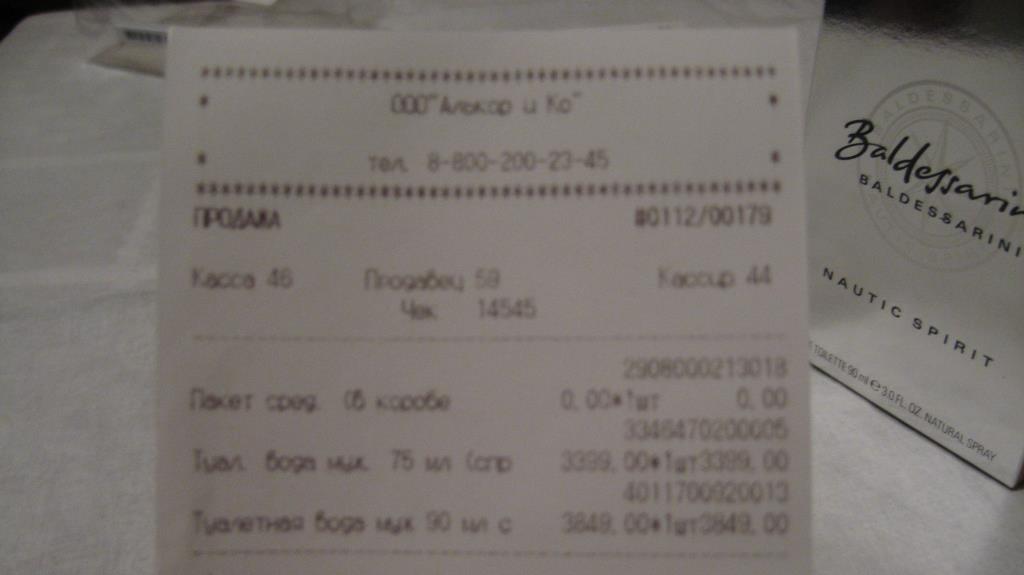 ООО"Алькор и Ко"
тел. 8-800-200-23-45
ПРОДАЖА #0112/00179
Касса 46 Продавец 59 Кассир 44
Чек 14545
2908000213018
Пакет сред. (в коробе 0,00*1шт 0,00
3346470200005
Туал. вода муж. 75 мл (спр 3399,00*1шт3399,00
4011700920013
Туалетная вода муж 90 мл с 3849,00*1шт3849,00
BALDESSARINI
Baldessarini
BALDESSARINI
NAUTIC SPIRIT
TOILETTE 90 ml e 3.0 FL. OZ. NATURAL SPRAY